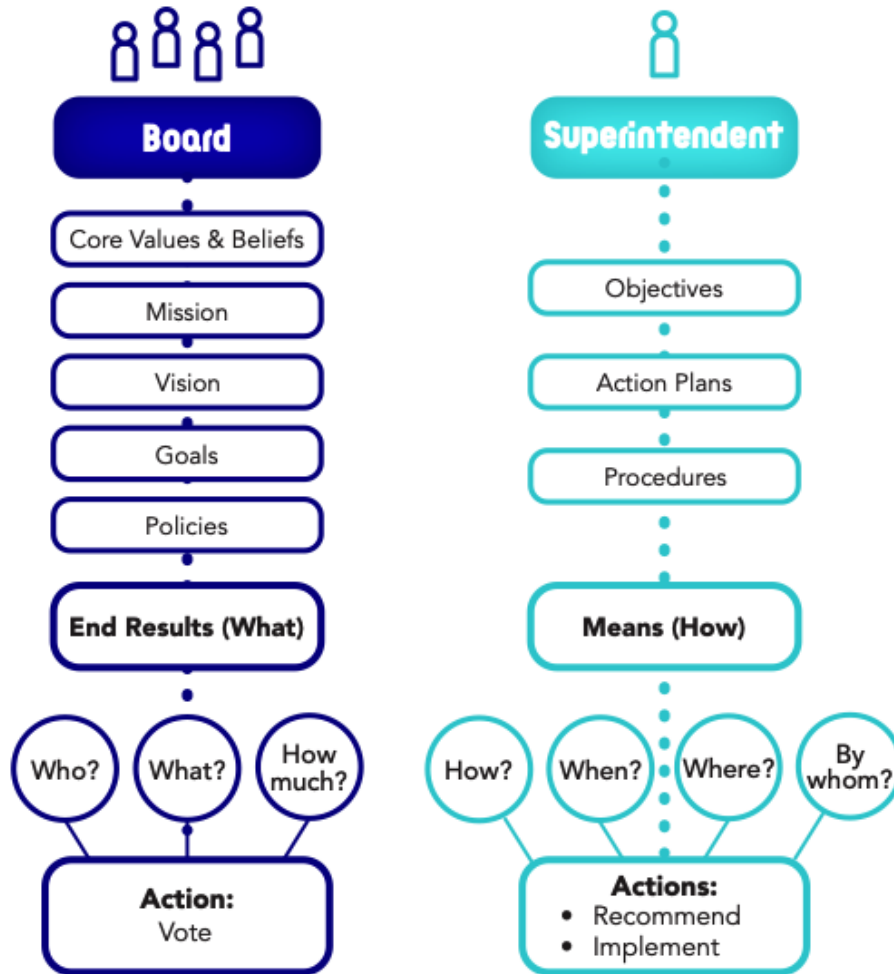 Board
Core Values & Beliefs
Mission
Vision
Goals
Policies
End Results (What)
Who?
What?
How
much?
Action:
Vote
Superintendent
Objectives
Action Plans
Procedures
Means (How)
How?
When?
Where?
By
whom?
Actions:
• Recommend
• Implement